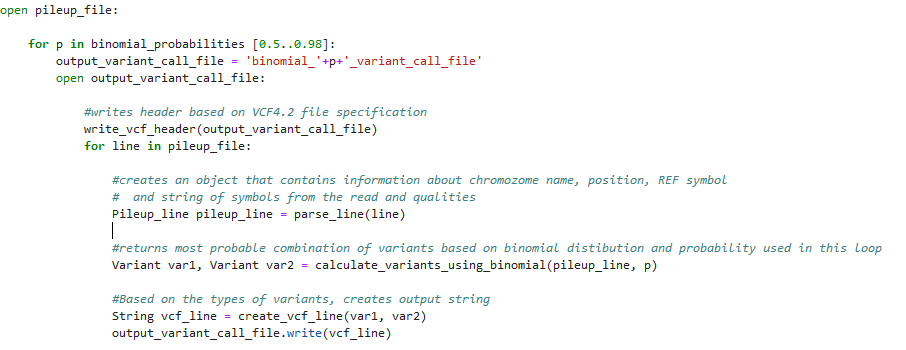 open pileup_file:
for p in binomial_probabilities [0.5..0.98]:
output_variant_call_file = 'binomial_'+p+'_variant_call_file'
open output_variant_call_file:
#writes header based on VCF4.2 file specification
write_vcf_header(output_variant_call_file)
for line in pileup_file:
#creates an object that contains information about chromozome name, position, REF symbol
#  and string of symbols from the read and qualities
Pileup_line pileup_line = parse_line(line)
#returns most probable combination of variants based on binomial distibution and probability used in this loop
Variant var1, Variant var2 = calculate_variants_using_binomial(pileup_line, p)
#Based on the types of variants, creates output string
String vcf_line = create_vcf_line(var1, var2)
output_variant_call_file.write(vcf_line)